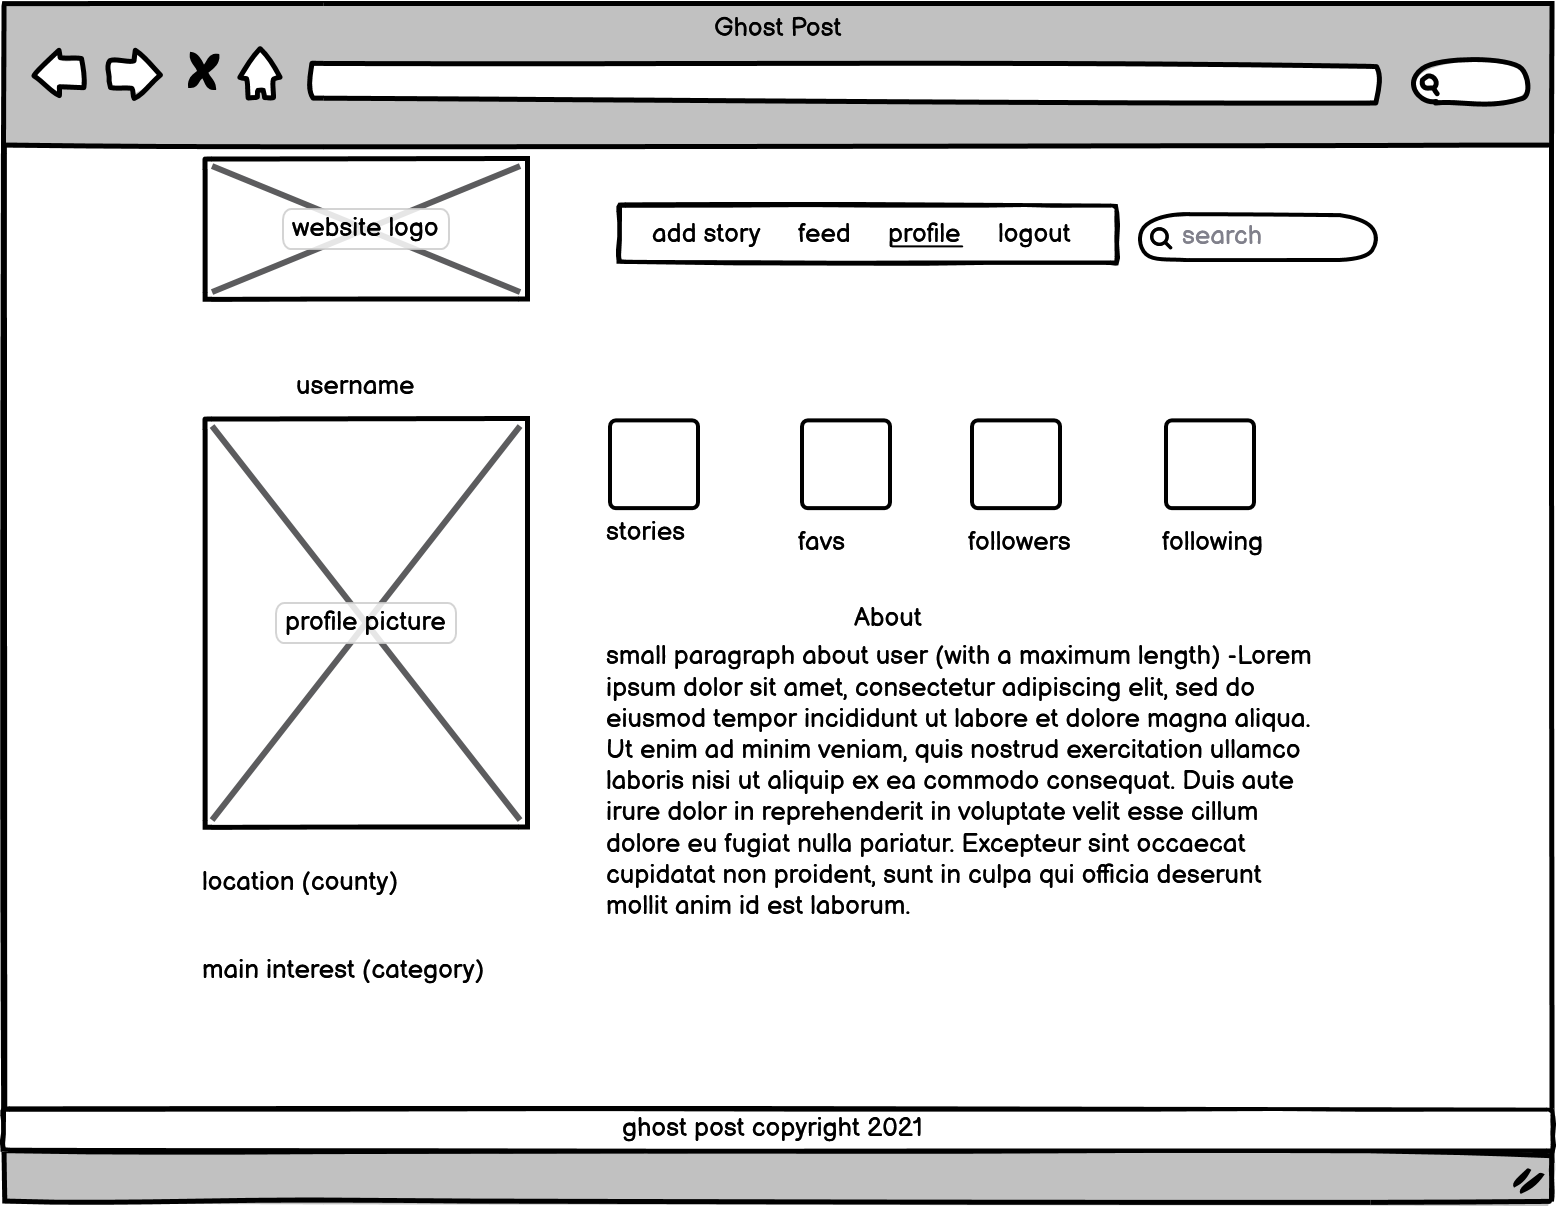 Ghost Post
website logo
add story feed profile logout
search
username
stories
favs
followers
following
profile picture
About
small paragraph about user (with a maximum length) -Lorem
ipsum dolor sit amet, consectetur adipiscing elit, sed do
eiusmod tempor incididunt ut labore et dolore magna aliqua.
Ut enim ad minim veniam, quis nostrud exercitation ullamco
laboris nisi ut aliquip ex ea commodo consequat. Duis aute
irure dolor in reprehenderit in voluptate velit esse cillum
dolore eu fugiat nulla pariatur. Excepteur sint occaecat
cupidatat non proident, sunt in culpa qui officia deserunt
mollit anim id est laborum.
location (county)
main interest (category)
ghost post copyright 2021